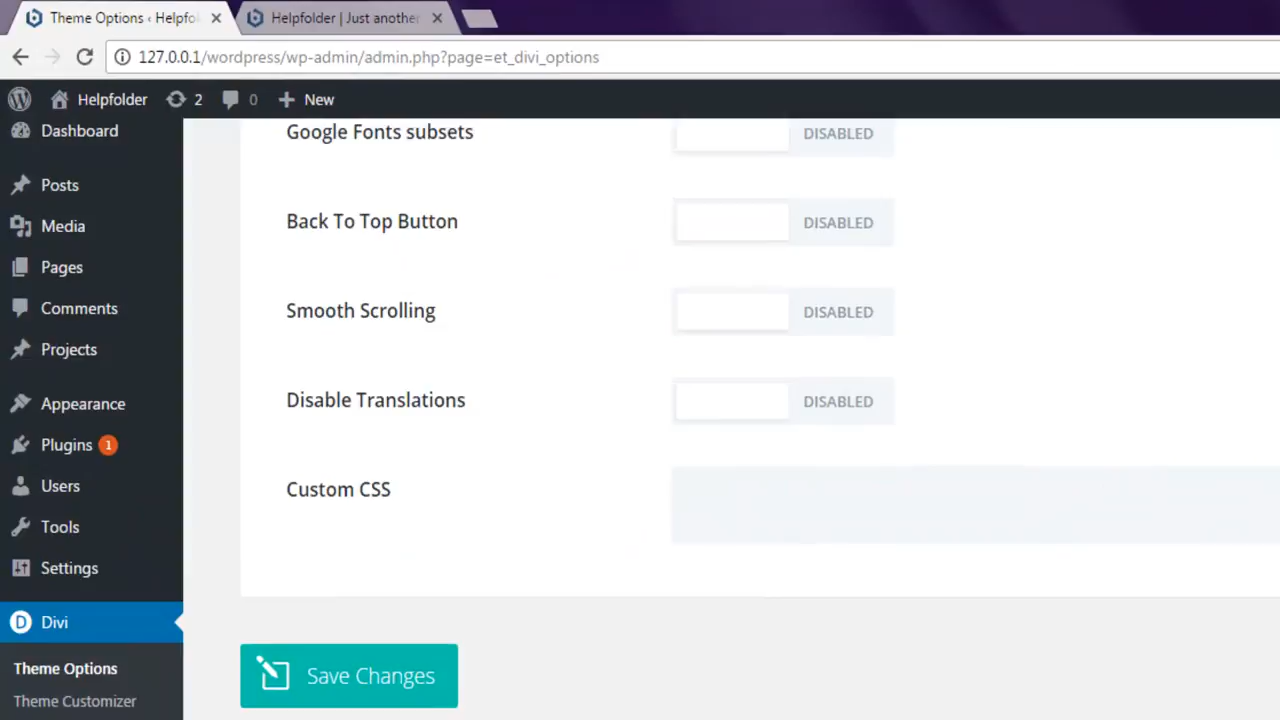 Theme Options ‹ Helpfol
Helpfolder | Just another
127.0.0.1/wordpress/wp-admin/admin.php?page=et_divi_options
Helpfolder
2
0
New
Dashboard
Posts
Media
Pages
Comments
Projects
Appearance
Plugins 1
Users
Tools
Settings
Divi
Theme Options
Theme Customizer
Google Fonts subsets
DISABLED
Back To Top Button
DISABLED
Smooth Scrolling
DISABLED
Disable Translations
DISABLED
Custom CSS
Save Changes